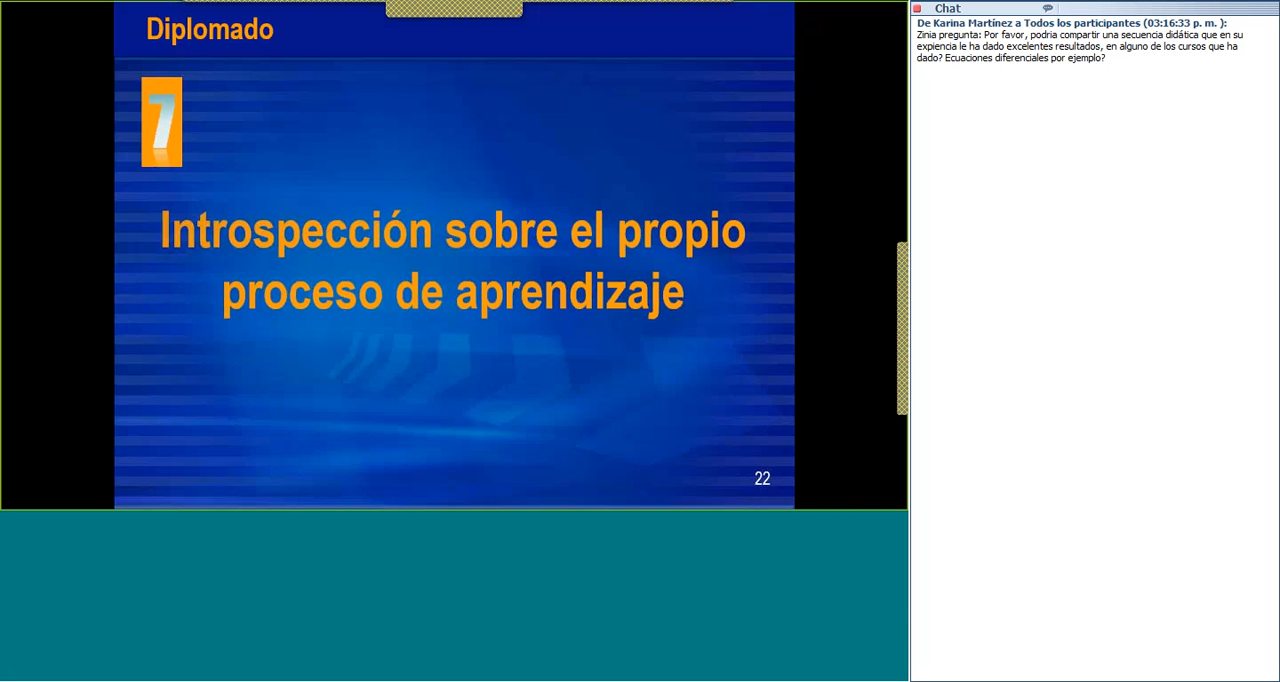 Diplomado
7
Introspección sobre el propio
proceso de aprendizaje
22
Chat
De Karina Martínez a Todos los participantes (03:16:33 p. m. ):
Zinia pregunta: Por favor, podria compartir una secuencia didática que en su
expiencia le ha dado excelentes resultados, en alguno de los cursos que ha
dado? Ecuaciones diferenciales por ejemplo?